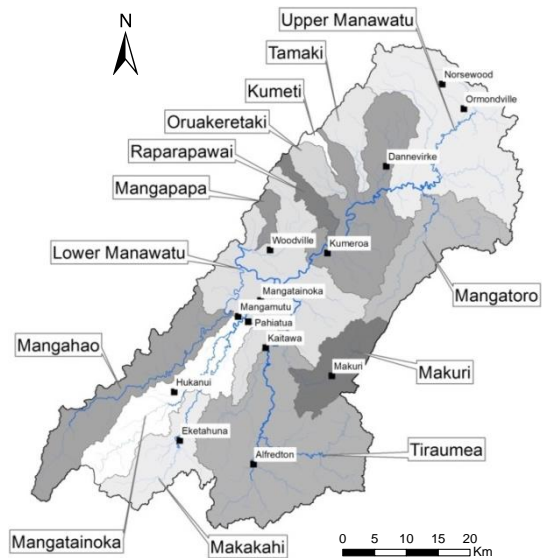 N
Upper Manawatu
Tamaki
Norsewood
Kumeti
Ormondville
Oruakeretaki
Raparapawai
Dannevirke
Mangapapa
Woodville
Kumeroa
Lower Manawatu
Mangatainoka
Mangatoro
Mangamutu
Pahiatua
Kaitawa
Mangahao
Makuri
Makuri
Hukanui
Eketahuna
Alfredton
Tiraumea
Mangatainoka
Makakahi
0 5 10 15 20
Km